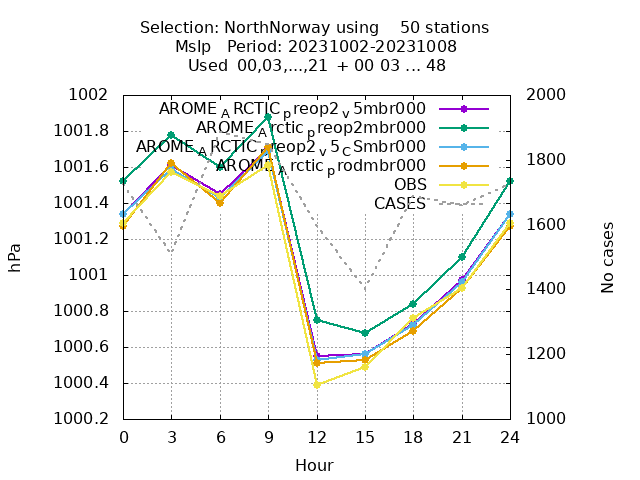 Selection: NorthNorway using    50 stations
Mslp   Period: 20231002-20231008
Used  00,03,...,21  + 00 03 ... 48
1002
1001.8
1001.6
1001.4
1001.2
1001
1000.8
1000.6
1000.4
1000.2
hPa
AROME_ARCTIC_preop2_v5mbr000
AROME_Arctic_preop2mbr000
AROME_ARCTIC_preop2_v5_CSmbr000
AROME_Arctic_prodmbr000
OBS
CASES
2000
1800
1600
1400
1200
1000
No cases
0 3 6 9 12 15 18 21 24
Hour